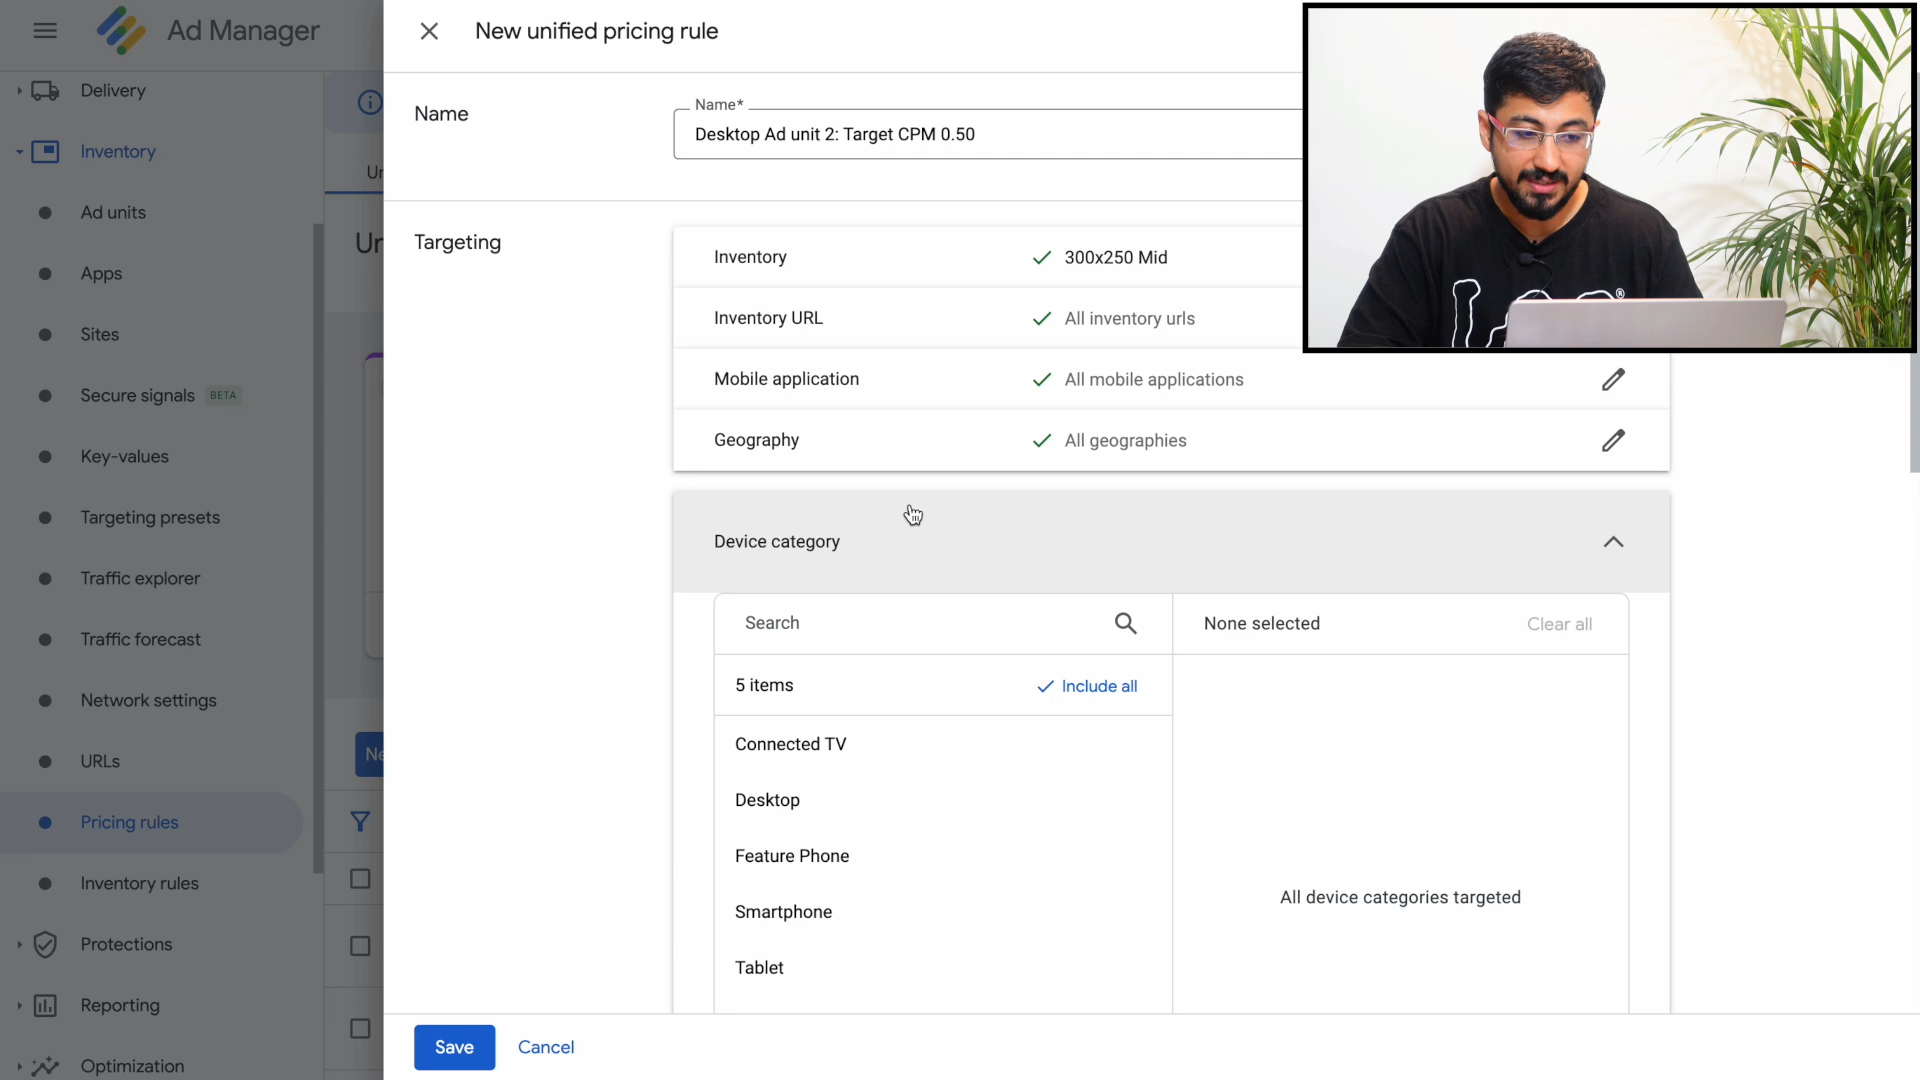 Ad Manager
New unified pricing rule
Delivery
Name
Name*
Desktop Ad unit 2: Target CPM 0.50
Inventory
Ad units
Un
Targeting
Un
Inventory
300x250 Mid
Apps
Inventory URL
All inventory urls
Sites
Mobile application
All mobile applications
Secure signals
BETA
Geography
All geographies
Key-values
Targeting presets
Device category
Traffic explorer
Search
None selected
Clear all
Traffic forecast
5 items
Include all
Network settings
Connected TV
URLs
Ne
Desktop
Pricing rules
Feature Phone
Inventory rules
All device categories targeted
Smartphone
Protections
Tablet
Reporting
Save
Cancel
Optimization